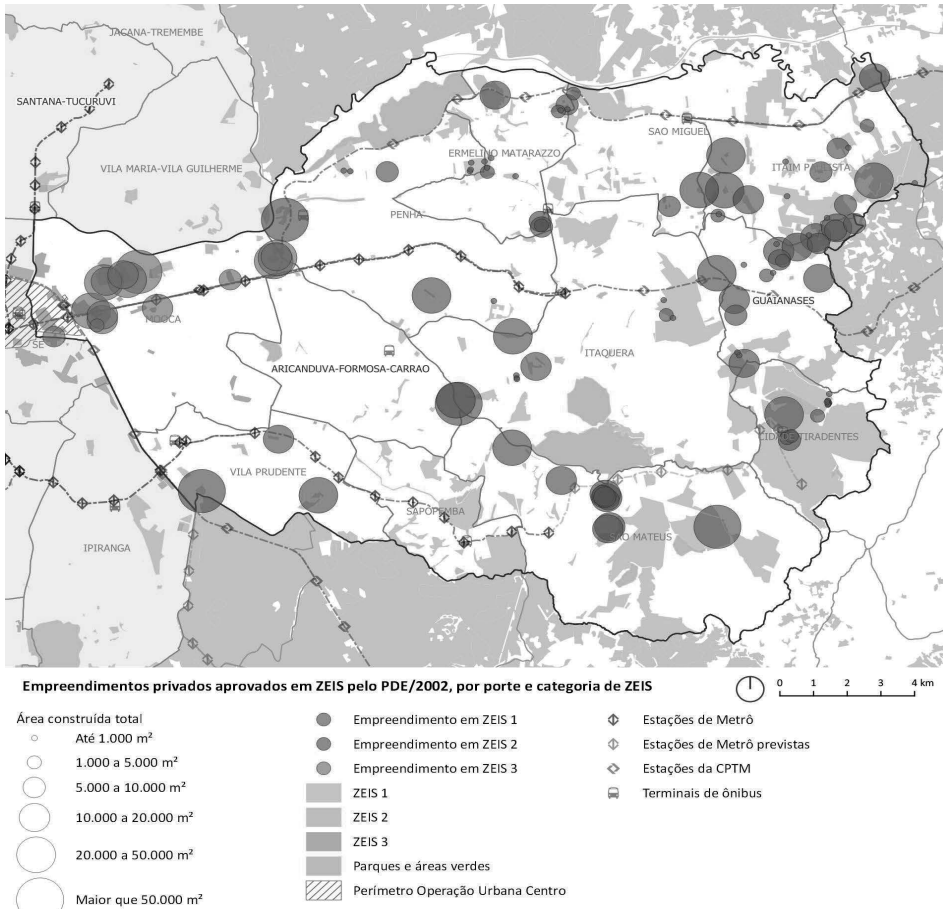 JAÇANA-TREMEMBE
SANTANA-TUCURUVI
VILA MARIA-VILA GUILHERME
SAO MIGUEL
ERMELINO MATARAZZO
ITAIM PAULISTA
PENHA
GUAIANASES
MOOCA
SE
ITAQUERA
ARICANDUVA-FORMOSA-CARRAO
CIDADE TIRADENTES
VILA PRUDENTE
SAPOPEMBA
SAO MATEUS
IPIRANGA
Empreendimentos privados aprovados em ZEIS pelo PDE/2002, por porte e categoria de ZEIS
0 1 2 3 4 km
Área construída total
Até 1.000 m²
1.000 a 5.000 m²
5.000 a 10.000 m²
10.000 a 20.000 m²
20.000 a 50.000 m²
Maior que 50.000 m²
Empreendimento em ZEIS 1
Empreendimento em ZEIS 2
Empreendimento em ZEIS 3
ZEIS 1
ZEIS 2
ZEIS 3
Parques e áreas verdes
Perímetro Operação Urbana Centro
Estações de Metrô
Estações de Metrô previstas
Estações da CPTM
Terminais de ônibus